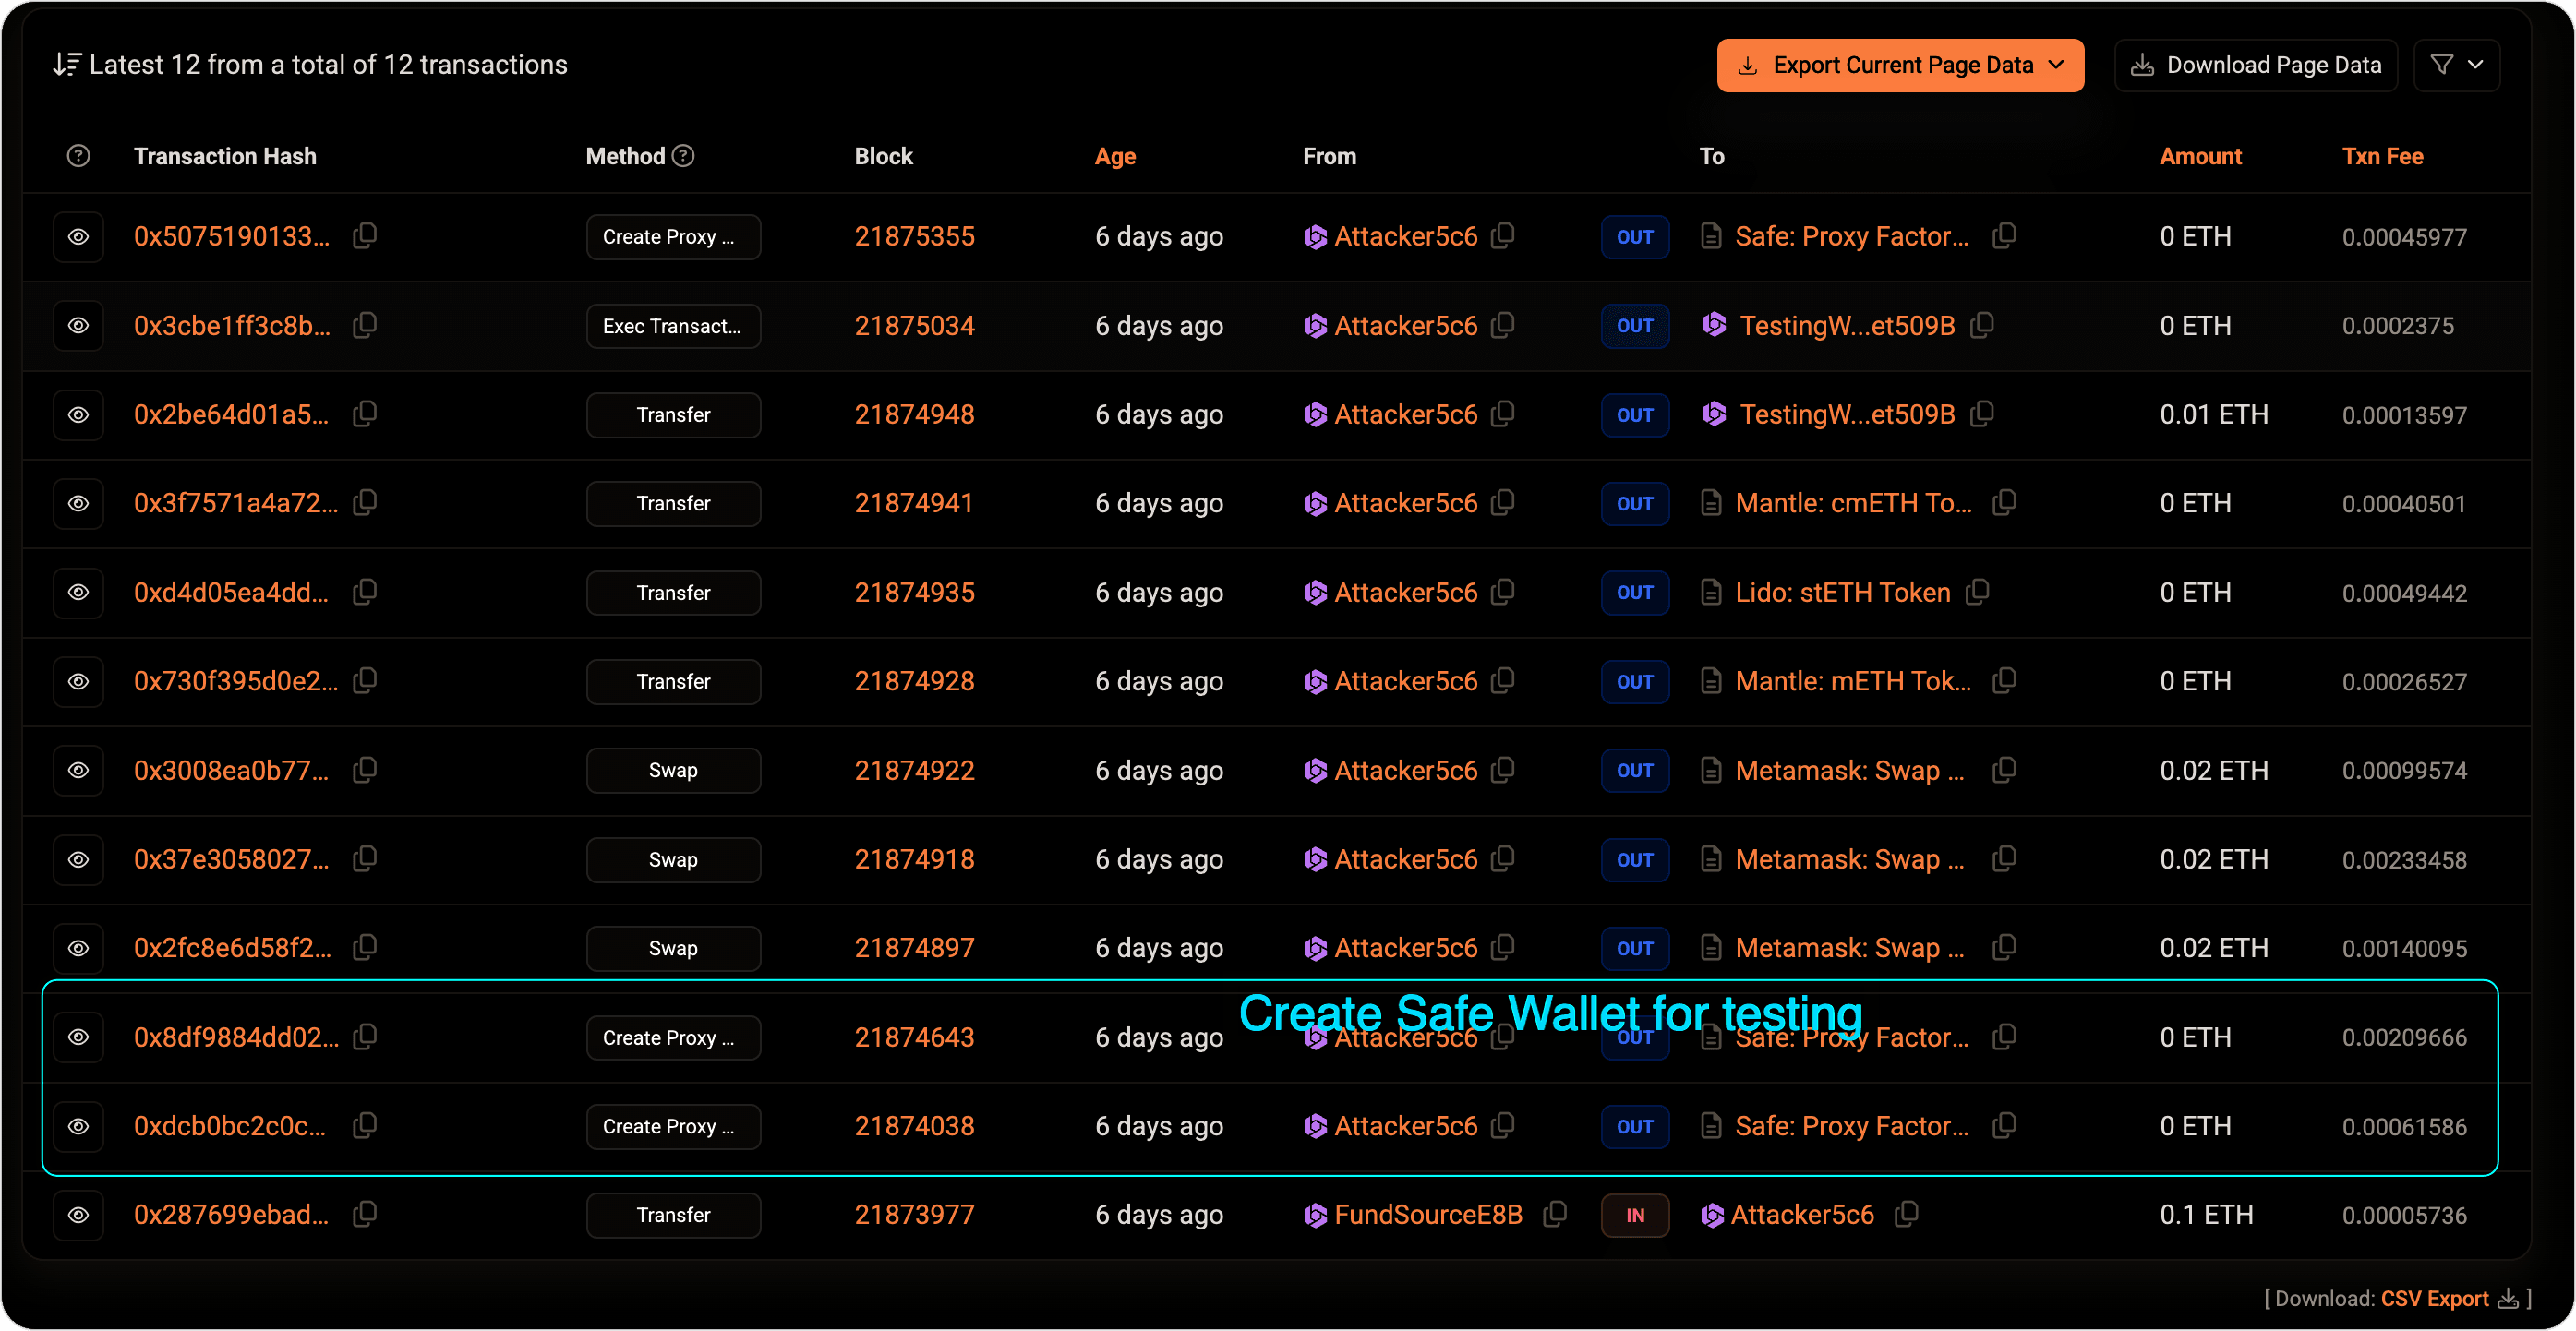 Latest 12 from a total of 12 transactions Export Current Page Data Download Page Data
Transaction Hash Method Block Age From To Amount Txn Fee
0x5075190133... Create Proxy ... 21875355 6 days ago Attacker5c6 OUT Safe: Proxy Factor... 0 ETH 0.00045977
0x3cbe1ff3c8b... Exec Transact... 21875034 6 days ago Attacker5c6 OUT TestingW...et509B 0 ETH 0.0002375
0x2be64d01a5... Transfer 21874948 6 days ago Attacker5c6 OUT TestingW...et509B 0.01 ETH 0.00013597
0x3f7571a4a72... Transfer 21874941 6 days ago Attacker5c6 OUT Mantle: cmETH To... 0 ETH 0.00040501
0xd4d05ea4dd... Transfer 21874935 6 days ago Attacker5c6 OUT Lido: stETH Token 0 ETH 0.00049442
0x730f395d0e2... Transfer 21874928 6 days ago Attacker5c6 OUT Mantle: mETH Tok... 0 ETH 0.00026527
0x3008ea0b77... Swap 21874922 6 days ago Attacker5c6 OUT Metamask: Swap ... 0.02 ETH 0.00099574
0x37e3058027... Swap 21874918 6 days ago Attacker5c6 OUT Metamask: Swap ... 0.02 ETH 0.00233458
0x2fc8e6d58f2... Swap 21874897 6 days ago Attacker5c6 OUT Metamask: Swap ... 0.02 ETH 0.00140095
Create Safe Wallet for testing
0x8df9884dd02... Create Proxy ... 21874643 6 days ago Attacker5c6 OUT Safe: Proxy Factor... 0 ETH 0.00209666
0xdcb0bc2c0c... Create Proxy ... 21874038 6 days ago Attacker5c6 OUT Safe: Proxy Factor... 0 ETH 0.00061586
0x287699ebad... Transfer 21873977 6 days ago FundSourceE8B IN Attacker5c6 0.1 ETH 0.00005736
[ Download: CSV Export ]